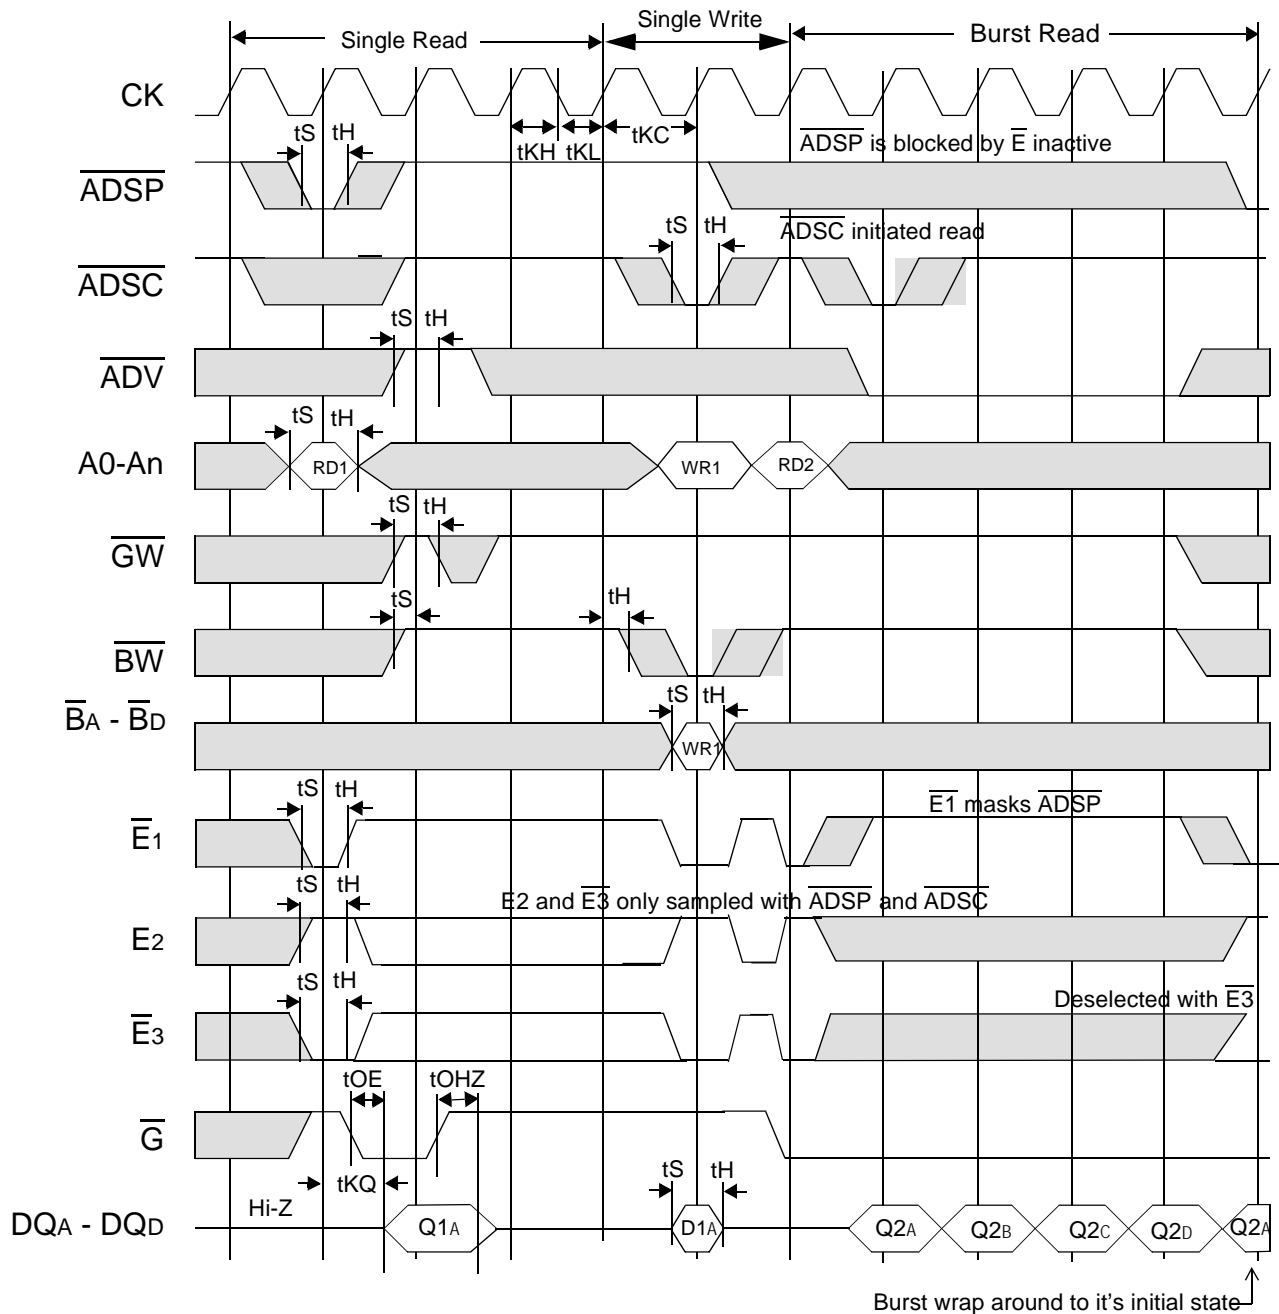 Single Read
Single Write
Burst Read
CK
tKH
tKL
tKC
ADSP is blocked by E inactive
tS
tH
ADSP
tS
tH
ADSC initiated read
ADSC
tS
tH
ADV
tS
tH
A0-An
RD1
WR1
RD2
tS
tH
GW
tS
tH
BW
tS
tH
BA - BD
WR1
tS
tH
E1 masks ADSP
E1
tS
tH
E2 and E3 only sampled with ADSP and ADSC
E2
tS
tH
Deselected with E3
E3
tOE
tOHZ
G
tKQ
tS
tH
Hi-Z
DQA - DQD
Q1A
D1A
Q2A
Q2B
Q2C
Q2D
Q2A
Burst wrap around to it's initial state